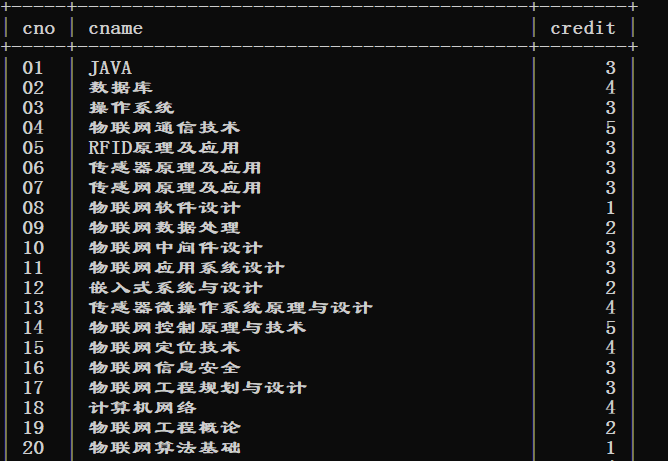 cno | cname | credit
01 | JAVA | 3
02 | 数据库 | 4
03 | 操作系统 | 3
04 | 物联网通信技术 | 5
05 | RFID原理及应用 | 3
06 | 传感器原理及应用 | 3
07 | 传感网原理及应用 | 3
08 | 物联网软件设计 | 1
09 | 物联网数据处理 | 2
10 | 物联网中间件设计 | 3
11 | 物联网应用系统设计 | 3
12 | 嵌入式系统与设计 | 2
13 | 传感器微操作系统原理与设计 | 4
14 | 物联网控制原理与技术 | 5
15 | 物联网定位技术 | 4
16 | 物联网信息安全 | 3
17 | 物联网工程规划与设计 | 3
18 | 计算机网络 | 4
19 | 物联网工程概论 | 2
20 | 物联网算法基础 | 1